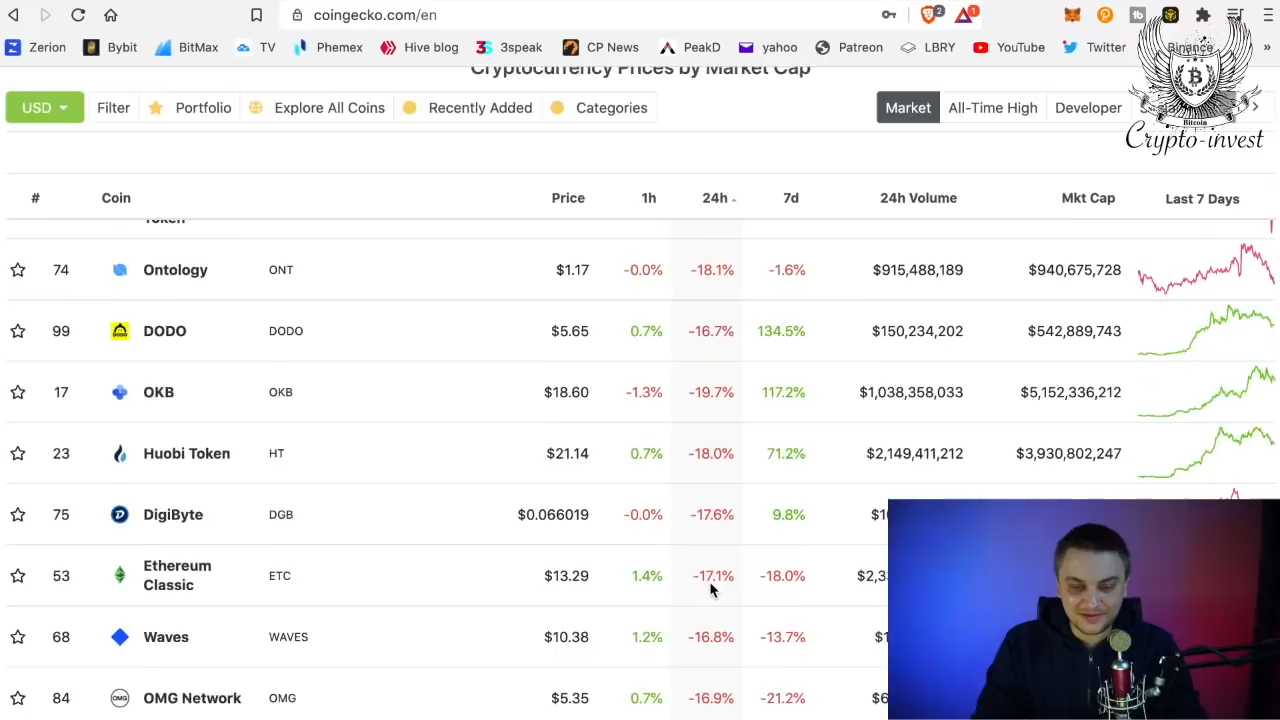 coingecko.com/en
2
1
Zerion
Bybit
BitMax
TV
Phemex
Hive blog
3speak
CP News
PeakD
yahoo
Patreon
LBRY
YouTube
Twitter
Binance
»
Cryptocurrency Prices by Market Cap
USD
Filter
Portfolio
Explore All Coins
Recently Added
Categories
Market
All-Time High
Developer
Bitcoin
Crypto-invest
# Coin Price 1h 24h 7d 24h Volume Mkt Cap Last 7 Days
Token
74 Ontology ONT $1.17 -0.0% -18.1% -1.6% $915,488,189 $940,675,728
99 DODO DODO $5.65 0.7% -16.7% 134.5% $150,234,202 $542,889,743
17 OKB OKB $18.60 -1.3% -19.7% 117.2% $1,038,358,033 $5,152,336,212
23 Huobi Token HT $21.14 0.7% -18.0% 71.2% $2,149,411,212 $3,930,802,247
75 DigiByte DGB $0.066019 -0.0% -17.6% 9.8%
53 Ethereum Classic ETC $13.29 1.4% -17.1% -18.0%
68 Waves WAVES $10.38 1.2% -16.8% -13.7%
84 OMG Network OMG $5.35 0.7% -16.9% -21.2%